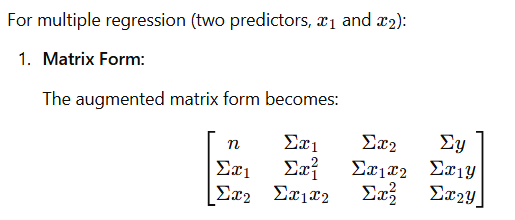 For multiple regression (two predictors, x₁ and x₂):
1. Matrix Form:
The augmented matrix form becomes:
[ n Σx₁ Σx₂ Σy ]
[ Σx₁ Σx₁² Σx₁x₂ Σx₁y ]
[ Σx₂ Σx₁x₂ Σx₂² Σx₂y ]